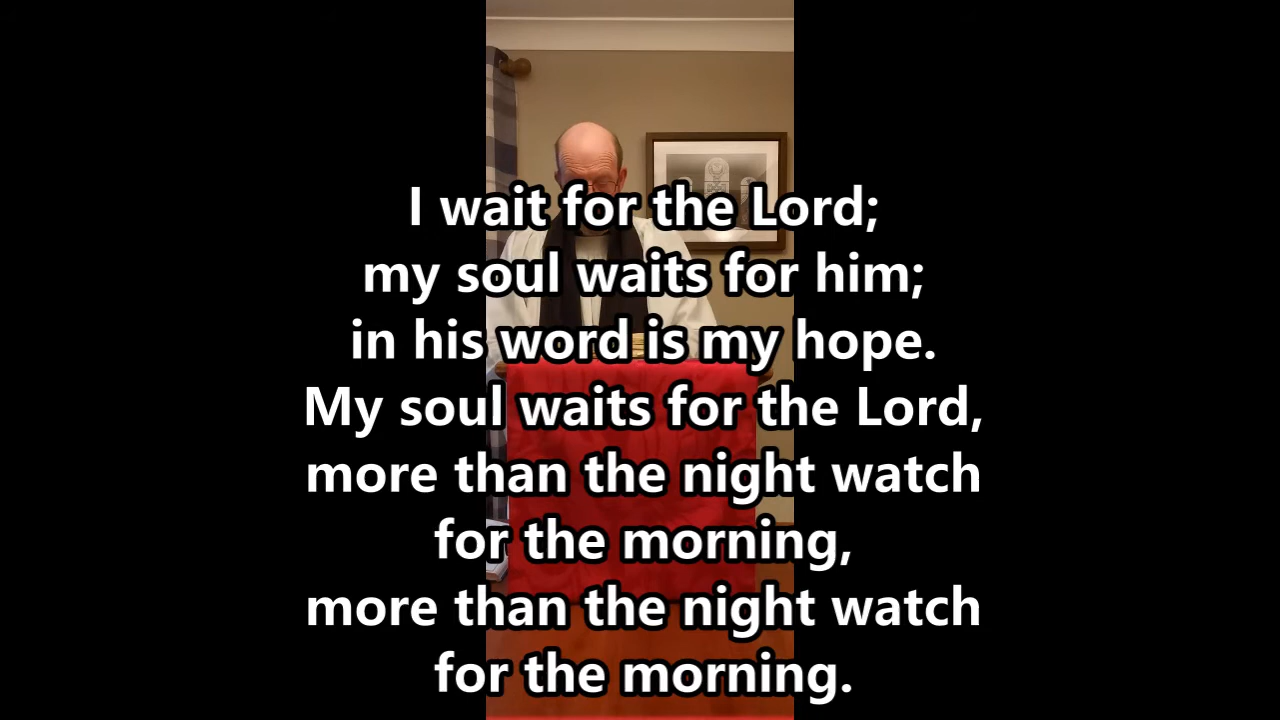 I wait for the Lord;
my soul waits for him;
in his word is my hope.
My soul waits for the Lord,
more than the night watch
for the morning,
more than the night watch
for the morning.